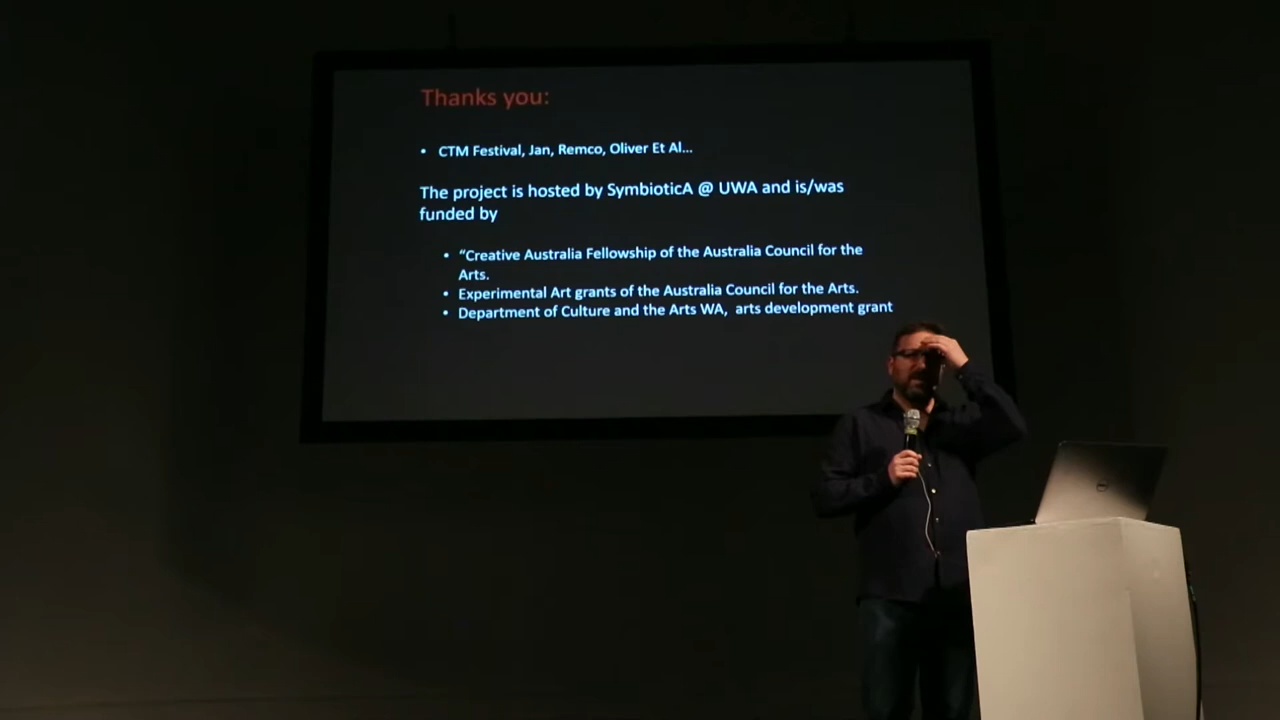 Thanks you:
• CTM Festival, Jan, Remco, Oliver Et Al...
The project is hosted by SymbioticA @ UWA and is/was
funded by
• “Creative Australia Fellowship of the Australia Council for the
Arts.
• Experimental Art grants of the Australia Council for the Arts.
• Department of Culture and the Arts WA,  arts development grant
DELL